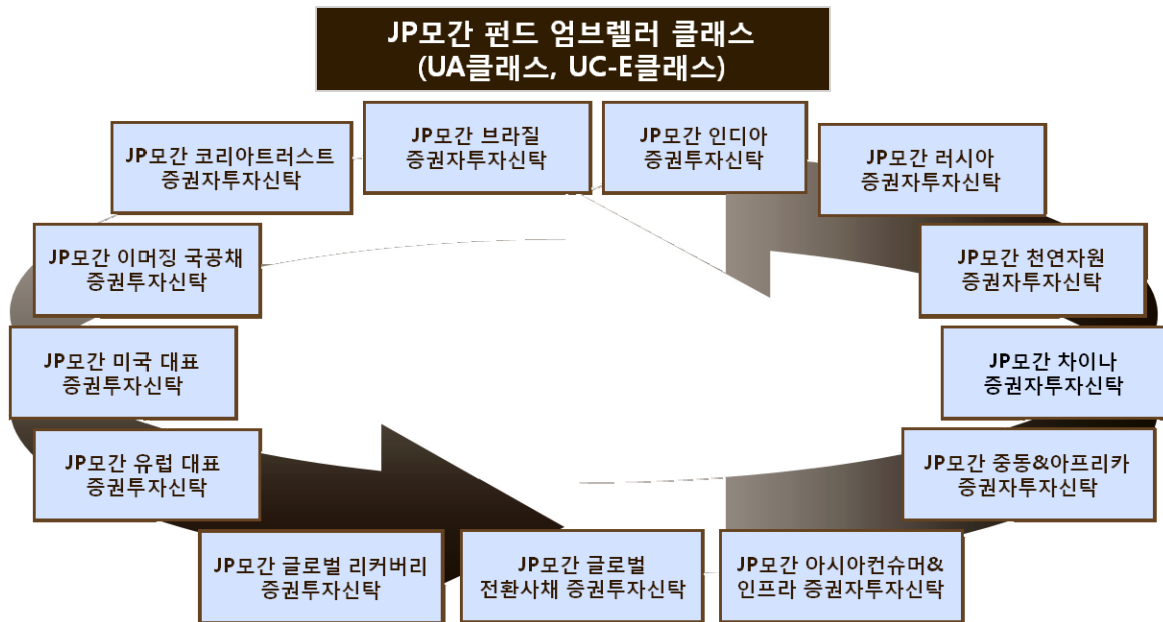 JP모간 펀드 엄브렐러 클래스
(UA클래스, UC-E클래스)
JP모간 코리아트러스트
증권자투자신탁
JP모간 브라질
증권자투자신탁
JP모간 인디아
증권투자신탁
JP모간 러시아
증권자투자신탁
JP모간 이머징 국공채
증권투자신탁
JP모간 천연자원
증권자투자신탁
JP모간 미국 대표
증권투자신탁
JP모간 차이나
증권자투자신탁
JP모간 유럽 대표
증권투자신탁
JP모간 중동&아프리카
증권자투자신탁
JP모간 글로벌 리커버리
증권투자신탁
JP모간 글로벌
전환사채 증권투자신탁
JP모간 아시아컨슈머&
인프라 증권자투자신탁